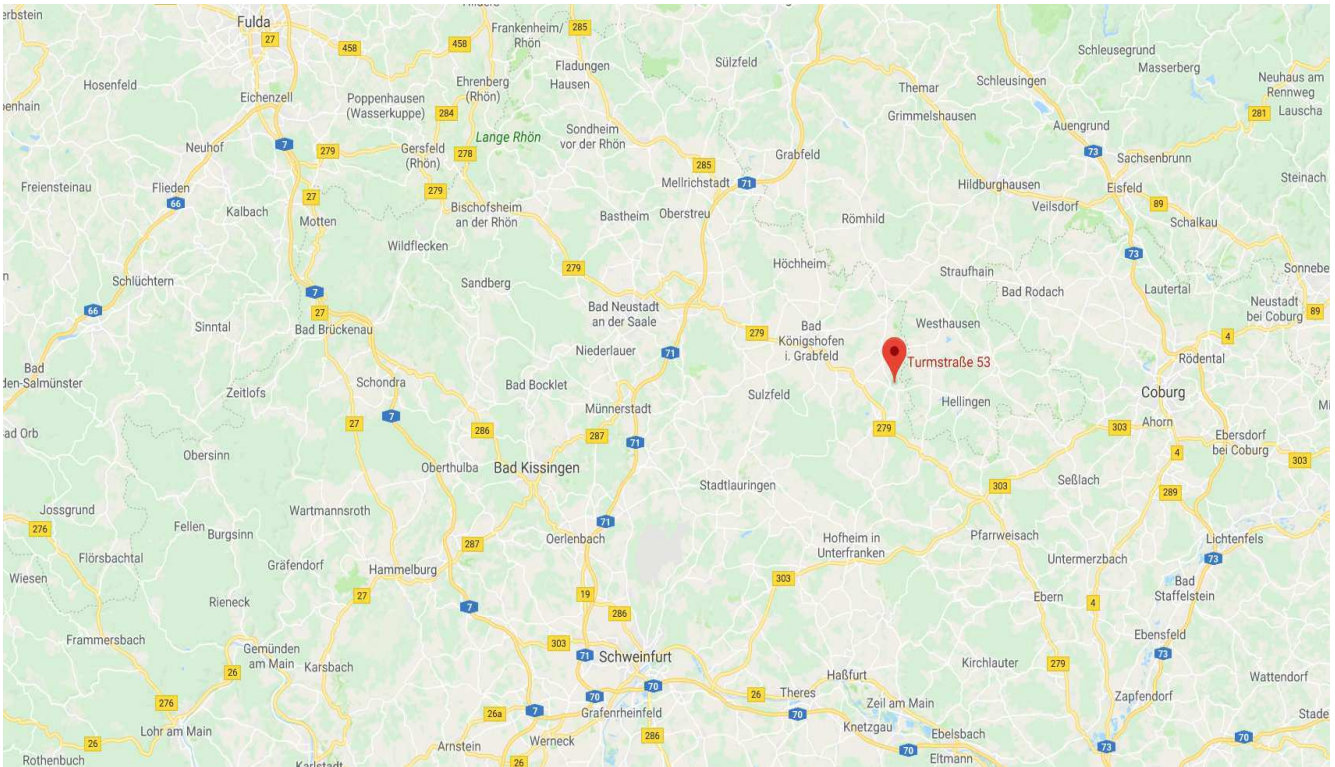 erbstein
Fulda
27
458
458
Frankenheim/
Rhön
285
Fladungen
Hausen
Sülzfeld
Schleusegrund
Masserberg
Neuhaus am
Rennweg
Lauscha
281
Hosenfeld
Eichenzell
Poppenhausen
(Wasserkuppe)
284
Ehrenberg
(Rhön)
Themar
Schleusingen
Grimmelshausen
Auengrund
Neuhof
7
279
Gersfeld
(Rhön)
278
Lange Rhön
Sondheim
vor der Rhön
285
Grabfeld
73
Sachsenbrunn
Steinach
Freiensteinau
Flieden
66
27
279
Mellrichstadt
71
Hildburghausen
Eisfeld
Kalbach
Motten
Bischofsheim
an der Rhön
Bastheim
Oberstreu
Römhild
Veilsdorf
89
Schalkau
Wildflecken
73
Schlüchtern
Sandberg
279
Höchheim
Straufhain
Bad Rodach
Lautertal
Sonnebe
66
7
27
Bad Neustadt
an der Saale
Neustadt
bei Coburg
89
Sinntal
Bad Brückenau
279
Bad
Königshofen
i. Grabfeld
Westhausen
4
Rödental
Niederlauer
71
Turmstraße 53
Bad
den-Salmünster
Zeitlofs
Schondra
Bad Bocklet
Sulzfeld
Hellingen
Coburg
7
Münnerstadt
27
286
287
71
279
303
Ahorn
Ebersdorf
bei Coburg
303
ad Orb
Obersinn
Oberthulba
Bad Kissingen
4
Stadtlauringen
303
Seßlach
289
Jossgrund
276
Wartmannsroth
71
Fellen
Burgsinn
287
Oerlenbach
Hofheim in
Unterfranken
Pfarrweisach
Lichtenfels
Flörsbachtal
Wiesen
Gräfendorf
Hammelburg
Untermerzbach
73
303
Bad
Staffelstein
27
7
19
286
Ebern
4
Rieneck
Frammersbach
Gemünden
am Main
Karsbach
303
71
Schweinfurt
Kirchlauter
279
Ebensfeld
73
26
70
70
26
Theres
Haßfurt
Wattendorf
276
26a
7
Grafenrheinfeld
70
Zeil am Main
Zapfendorf
Lohr am Main
Knetzgau
Stade
26
Arnstein
Werneck
286
70
Ebelsbach
Eltmann
73
70
Rothenbuch
Karlstadt
26